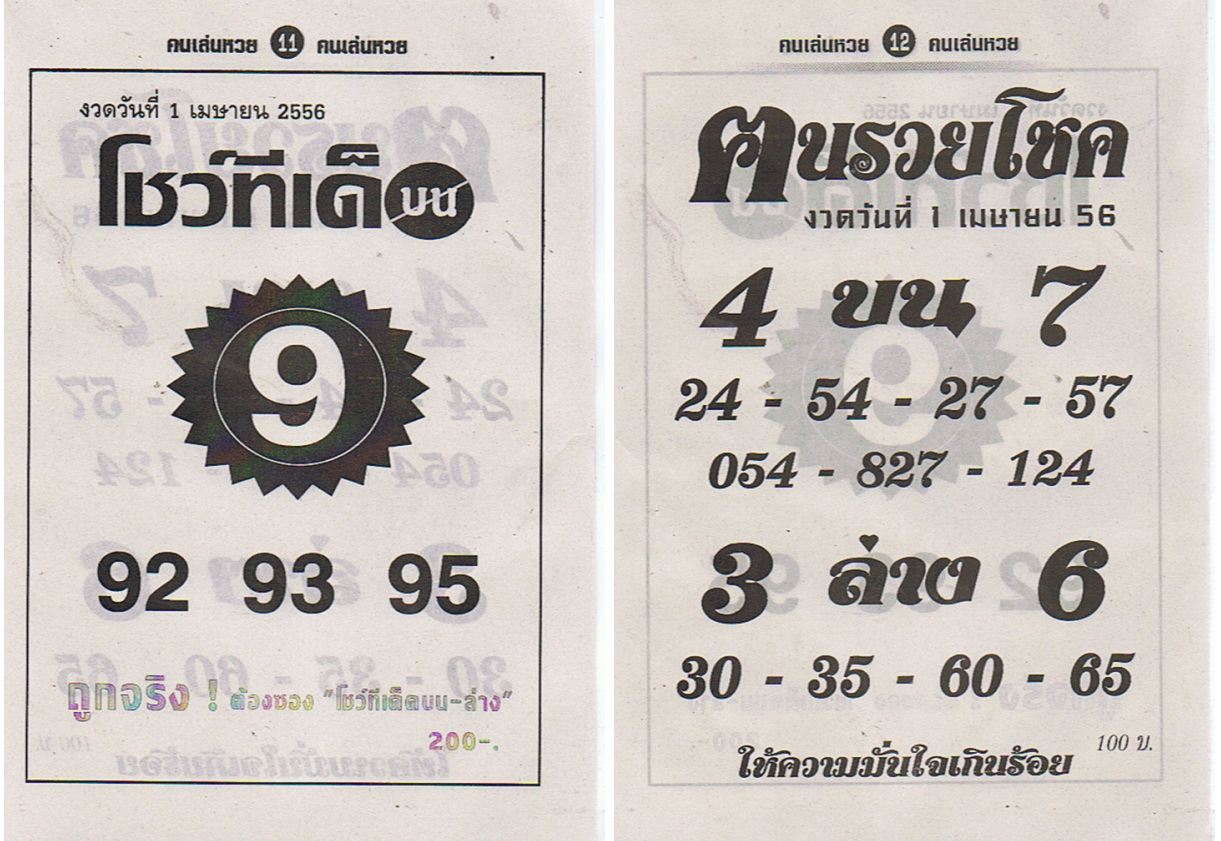 คนเล่นหวย 11 คนเล่นหวย
งวดวันที่ 1 เมษายน 2556
โชว์ทีเด็ดบน
9
92 93 95
ถูกจริง ! ต้องซอง "โชว์ทีเด็ดบน-ล่าง"
200-.
คนเล่นหวย 12 คนเล่นหวย
คนรวยโชค
งวดวันที่ 1 เมษายน 56
4 บน 7
24 - 54 - 27 - 57
054 - 827 - 124
3 ล่าง 6
30 - 35 - 60 - 65
100 บ.
ให้ความมั่นใจเกินร้อย